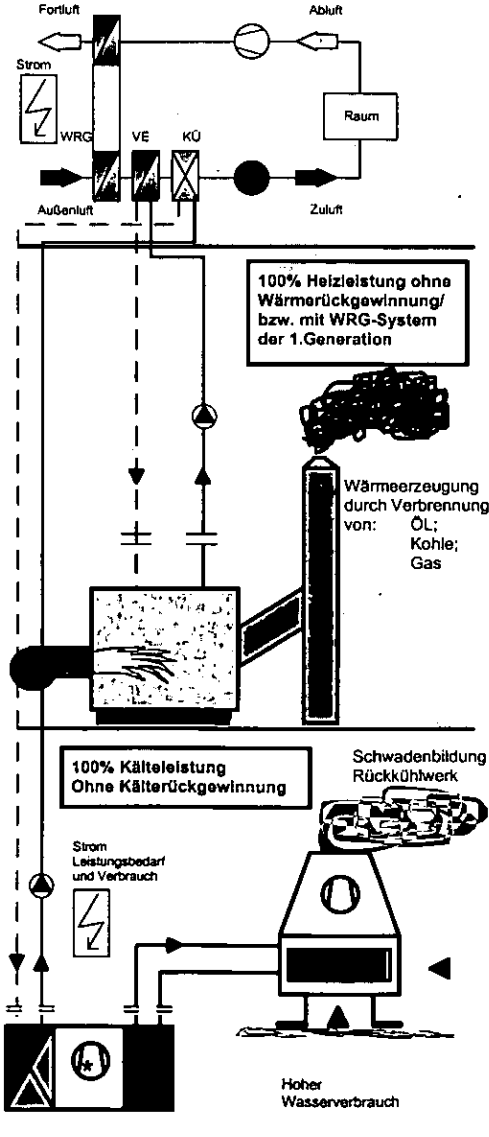 Fortluft
Abluft
Strom
Raum
WRG
VE
KÜ
Außenluft
Zuluft
100% Heizleistung ohne
Wärmerückgewinnung/
bzw. mit WRG-System
der 1.Generation
Wärmeerzeugung
durch Verbrennung
von: ÖL;
Kohle;
Gas
100% Kälteleistung
Ohne Kälterückgewinnung
Schwadenbildung
Rückkühlwerk
Strom
Leistungsbedarf
und Verbrauch
Hoher
Wasserverbrauch